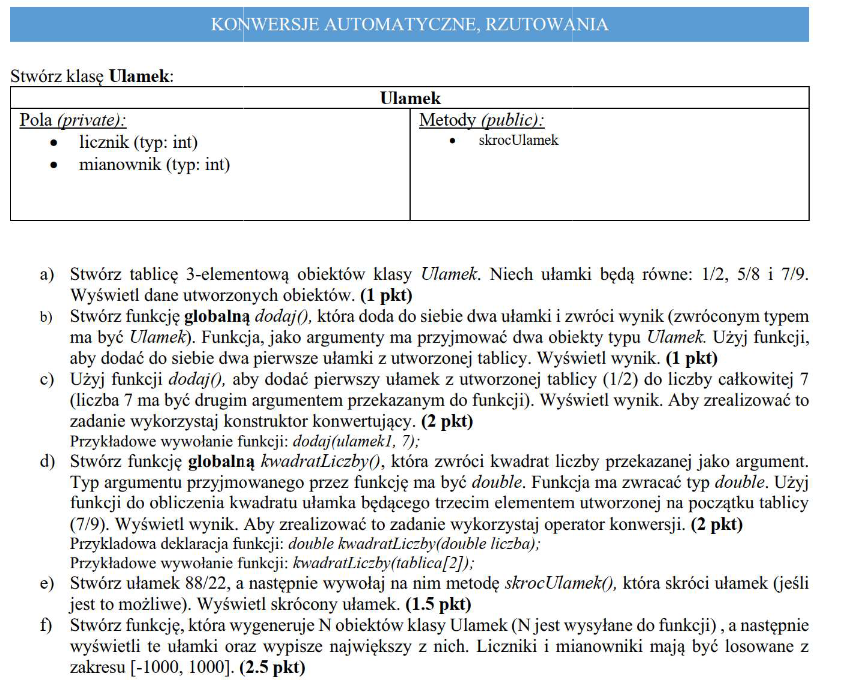 KONWERSJE AUTOMATYCZNE, RZUTOWANIA
Stwórz klasę Ulamek:
Ulamek
Pola (private):
• licznik (typ: int)
• mianownik (typ: int)
Metody (public):
• skrocUlamek
a) Stwórz tablicę 3-elementową obiektów klasy Ulamek. Niech ułamki będą równe: 1/2, 5/8 i 7/9.
Wyświetl dane utworzonych obiektów. (1 pkt)
b) Stwórz funkcję globalną dodaj(), która doda do siebie dwa ułamki i zwróci wynik (zwróconym typem
ma być Ulamek). Funkcja, jako argumenty ma przyjmować dwa obiekty typu Ulamek. Użyj funkcji,
aby dodać do siebie dwa pierwsze ułamki z utworzonej tablicy. Wyświetl wynik. (1 pkt)
c) Użyj funkcji dodaj(), aby dodać pierwszy ułamek z utworzonej tablicy (1/2) do liczby całkowitej 7
(liczba 7 ma być drugim argumentem przekazanym do funkcji). Wyświetl wynik. Aby zrealizować to
zadanie wykorzystaj konstruktor konwertujący. (2 pkt)
Przykładowe wywołanie funkcji: dodaj(ulamek1, 7);
d) Stwórz funkcję globalną kwadratLiczby(), która zwróci kwadrat liczby przekazanej jako argument.
Typ argumentu przyjmowanego przez funkcję ma być double. Funkcja ma zwracać typ double. Użyj
funkcji do obliczenia kwadratu ułamka będącego trzecim elementem utworzonej na początku tablicy
(7/9). Wyświetl wynik. Aby zrealizować to zadanie wykorzystaj operator konwersji. (2 pkt)
Przykladowa deklaracja funkcji: double kwadratLiczby(double liczba);
Przykładowe wywołanie funkcji: kwadratLiczby(tablica[2]);
e) Stwórz ułamek 88/22, a następnie wywołaj na nim metodę skrocUlamek(), która skróci ułamek (jeśli
jest to możliwe). Wyświetl skrócony ułamek. (1.5 pkt)
f) Stwórz funkcję, która wygeneruje N obiektów klasy Ulamek (N jest wysyłane do funkcji) , a następnie
wyświetli te ułamki oraz wypisze największy z nich. Liczniki i mianowniki mają być losowane z
zakresu [-1000, 1000]. (2.5 pkt)